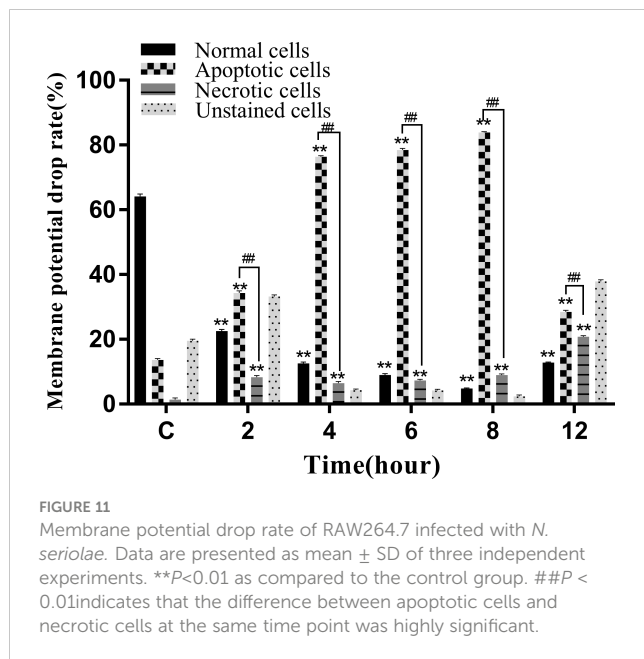 Normal cells
Apoptotic cells
Necrotic cells
Unstained cells
Membrane potential drop rate(%)
100
80
60
40
20
0
** ## ** **
** ## ** **
** ## ** **
** ## ** **
** ## ** **
C 2 4 6 8 12
Time(hour)
FIGURE 11
Membrane potential drop rate of RAW264.7 infected with N.
seriolae. Data are presented as mean ± SD of three independent
experiments. **P<0.01 as compared to the control group. ##P <
0.01indicates that the difference between apoptotic cells and
necrotic cells at the same time point was highly significant.